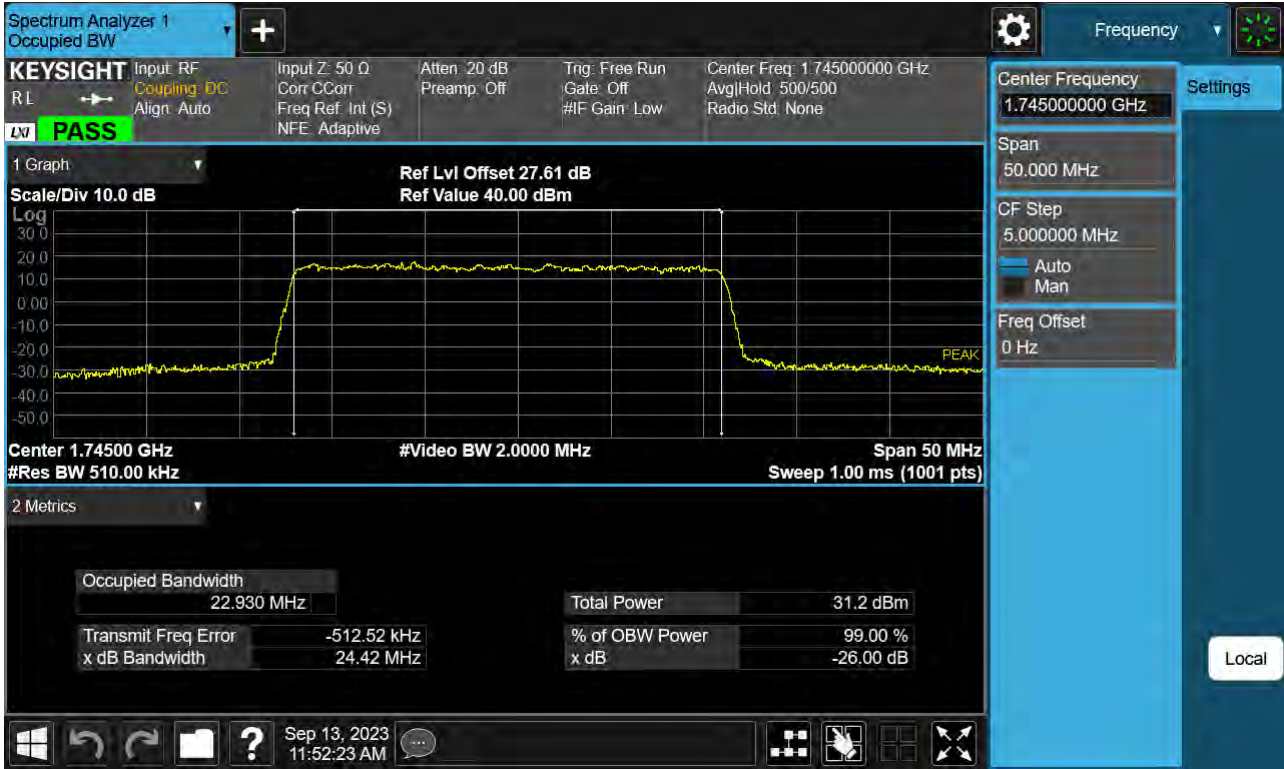 Spectrum Analyzer 1
Occupied BW
+
Frequency
KEYSIGHT
R L
LXI
PASS
Input: RF
Coupling: DC
Align: Auto
Input Z: 50 Ω
Corr CCorr
Freq Ref: Int (S)
NFE: Adaptive
Atten: 20 dB
Preamp: Off
Trig: Free Run
Gate: Off
#IF Gain: Low
Center Freq: 1.745000000 GHz
Avg|Hold: 500/500
Radio Std: None
Center Frequency
1.745000000 GHz
Settings
Span
50.000 MHz
CF Step
5.000000 MHz
Auto
Man
Freq Offset
0 Hz
Local
1 Graph
Scale/Div 10.0 dB
Ref Lvl Offset 27.61 dB
Ref Value 40.00 dBm
Log
30.0
20.0
10.0
0.00
-10.0
-20.0
-30.0
-40.0
-50.0
PEAK
Center 1.74500 GHz
#Video BW 2.0000 MHz
Span 50 MHz
#Res BW 510.00 kHz
Sweep 1.00 ms (1001 pts)
2 Metrics
Occupied Bandwidth
22.930 MHz
Total Power 31.2 dBm
Transmit Freq Error -512.52 kHz
% of OBW Power 99.00 %
x dB Bandwidth 24.42 MHz
x dB -26.00 dB
?
Sep 13, 2023
11:52:23 AM